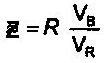 Z̅ = R V_B / V_R